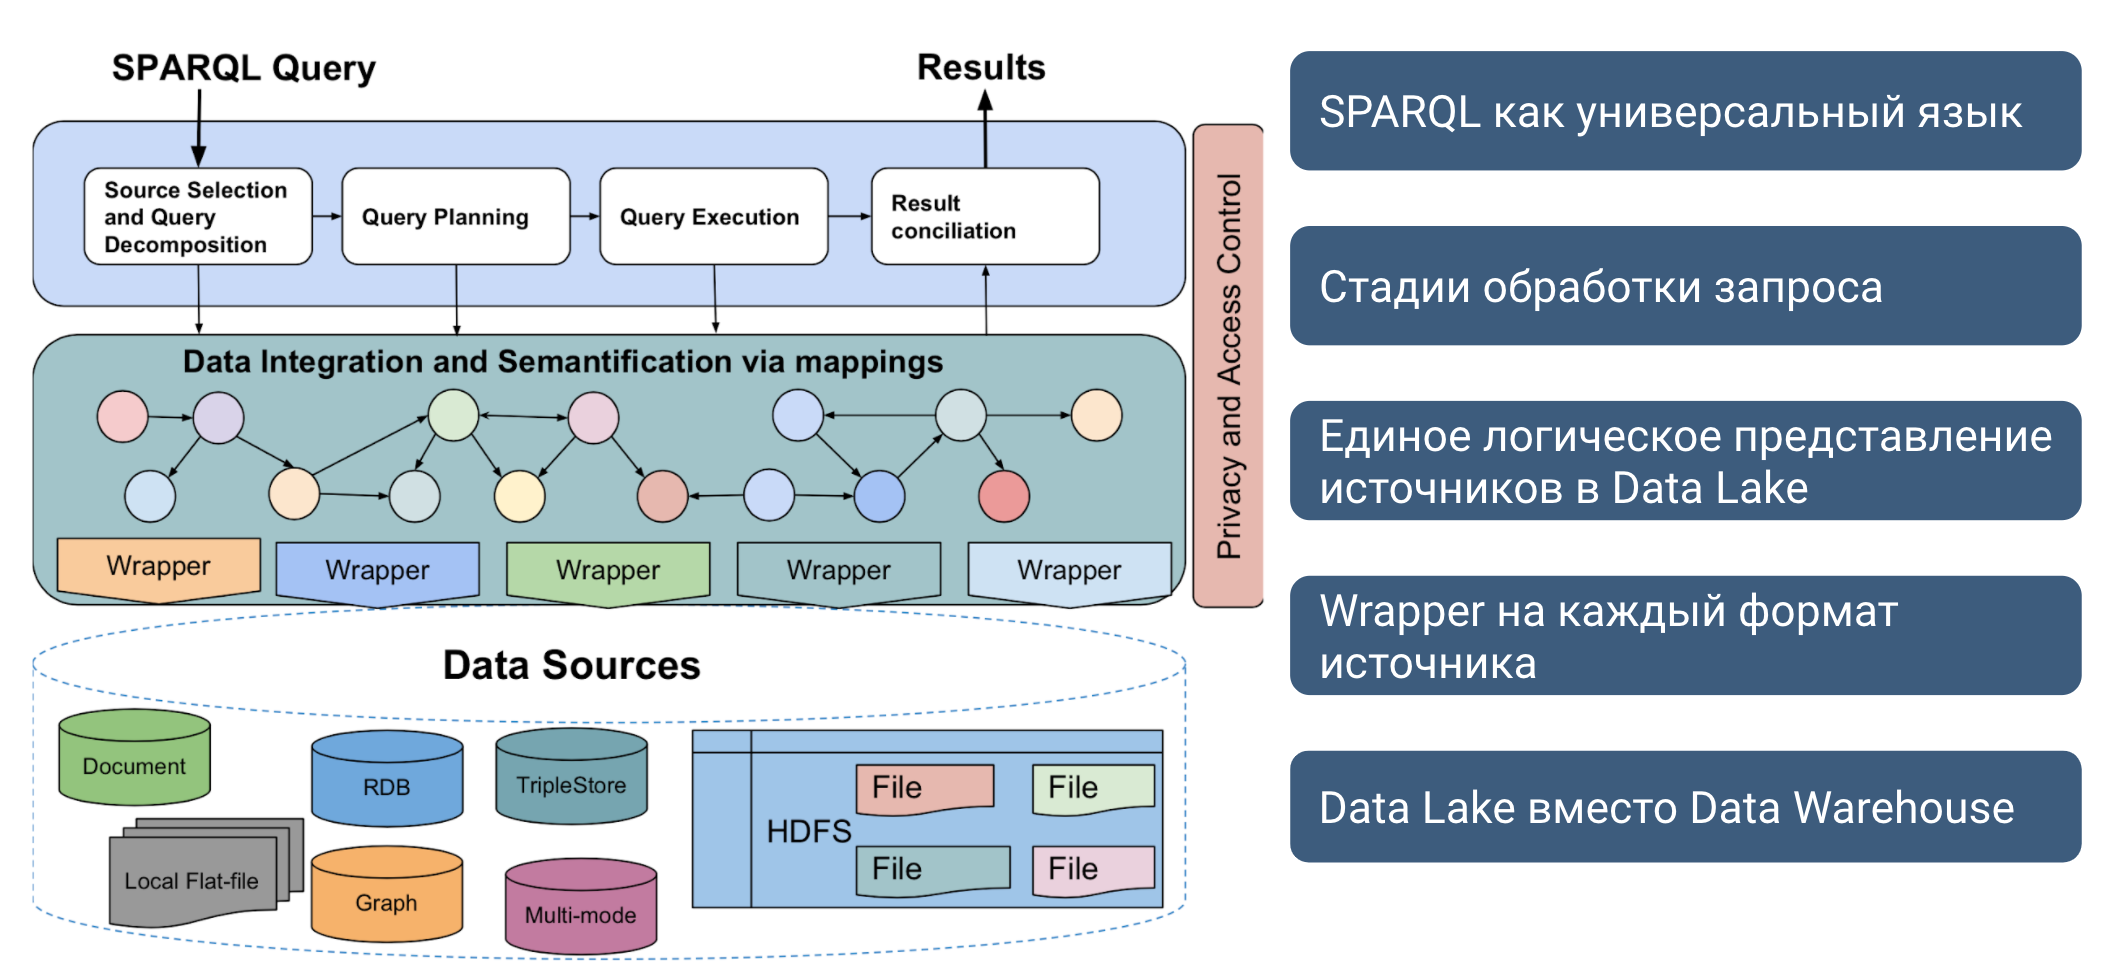 SPARQL Query
Results
Source Selection
and Query
Decomposition
Query Planning
Query Execution
Result
conciliation
Privacy and Access Control
Data Integration and Semantification via mappings
Wrapper
Wrapper
Wrapper
Wrapper
Wrapper
Data Sources
Document
RDB
TripleStore
Local Flat-file
Graph
Multi-mode
HDFS
File
File
File
File
SPARQL как универсальный язык
Стадии обработки запроса
Единое логическое представление
источников в Data Lake
Wrapper на каждый формат
источника
Data Lake вместо Data Warehouse